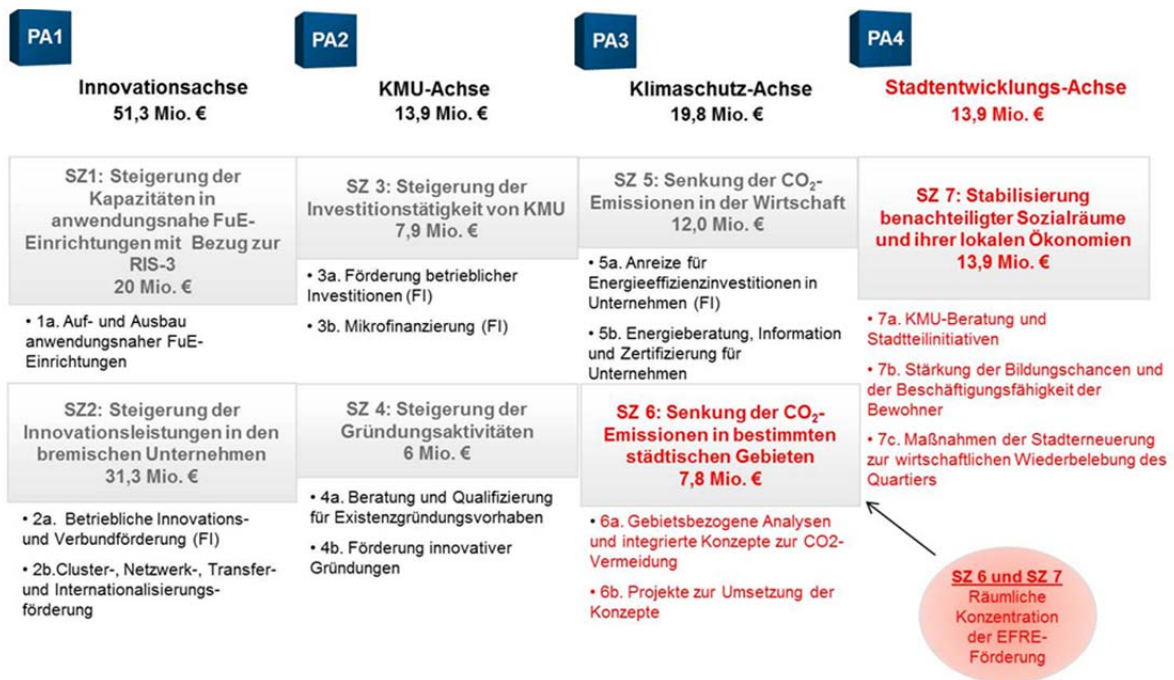 PA1
Innovationsachse
51,3 Mio. €
SZ1: Steigerung der
Kapazitäten in
anwendungsnahe FuE-
Einrichtungen mit Bezug zur
RIS-3
20 Mio. €
• 1a. Auf- und Ausbau
anwendungsnaher FuE-
Einrichtungen
SZ2: Steigerung der
Innovationsleistungen in den
bremischen Unternehmen
31,3 Mio. €
• 2a. Betriebliche Innovations-
und Verbundförderung (FI)
• 2b.Cluster-, Netzwerk-, Transfer-
und Internationalisierungs-
förderung
PA2
KMU-Achse
13,9 Mio. €
SZ 3: Steigerung der
Investitionstätigkeit von KMU
7,9 Mio. €
• 3a. Förderung betrieblicher
Investitionen (FI)
• 3b. Mikrofinanzierung (FI)
SZ 4: Steigerung der
Gründungsaktivitäten
6 Mio. €
• 4a. Beratung und Qualifizierung
für Existenzgründungsvorhaben
• 4b. Förderung innovativer
Gründungen
PA3
Klimaschutz-Achse
19,8 Mio. €
SZ 5: Senkung der CO₂-
Emissionen in der Wirtschaft
12,0 Mio. €
• 5a. Anreize für
Energieeffizienzinvestitionen in
Unternehmen (FI)
• 5b. Energieberatung, Information
und Zertifizierung für
Unternehmen
SZ 6: Senkung der CO₂-
Emissionen in bestimmten
städtischen Gebieten
7,8 Mio. €
• 6a. Gebietsbezogene Analysen
und integrierte Konzepte zur CO2-
Vermeidung
• 6b. Projekte zur Umsetzung der
Konzepte
PA4
Stadtentwicklungs-Achse
13,9 Mio. €
SZ 7: Stabilisierung
benachteiligter Sozialräume
und ihrer lokalen Ökonomien
13,9 Mio. €
• 7a. KMU-Beratung und
Stadtteilinitiativen
• 7b. Stärkung der Bildungschancen und
der Beschäftigungsfähigkeit der
Bewohner
• 7c. Maßnahmen der Stadterneuerung
zur wirtschaftlichen Wiederbelebung des
Quartiers
SZ 6 und SZ 7
Räumliche
Konzentration
der EFRE-
Förderung